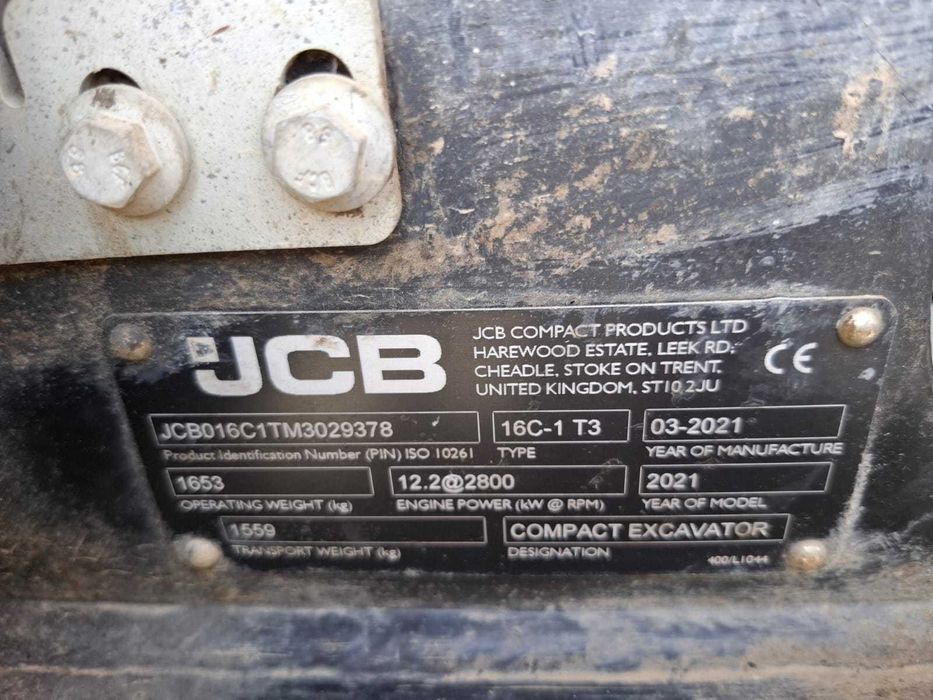 JCB
JCB COMPACT PRODUCTS LTD
HAREWOOD ESTATE, LEEK RD,
CHEADLE, STOKE ON TRENT,
UNITED KINGDOM, ST10 2JU
CE
JCB016C1TM3029378
Product Identification Number (PIN) ISO 10261
16C-1 T3
TYPE
03-2021
YEAR OF MANUFACTURE
1653
OPERATING WEIGHT (kg)
12.2@2800
ENGINE POWER (kW @ RPM)
2021
YEAR OF MODEL
1559
TRANSPORT WEIGHT (kg)
COMPACT EXCAVATOR
DESIGNATION
400/L1044